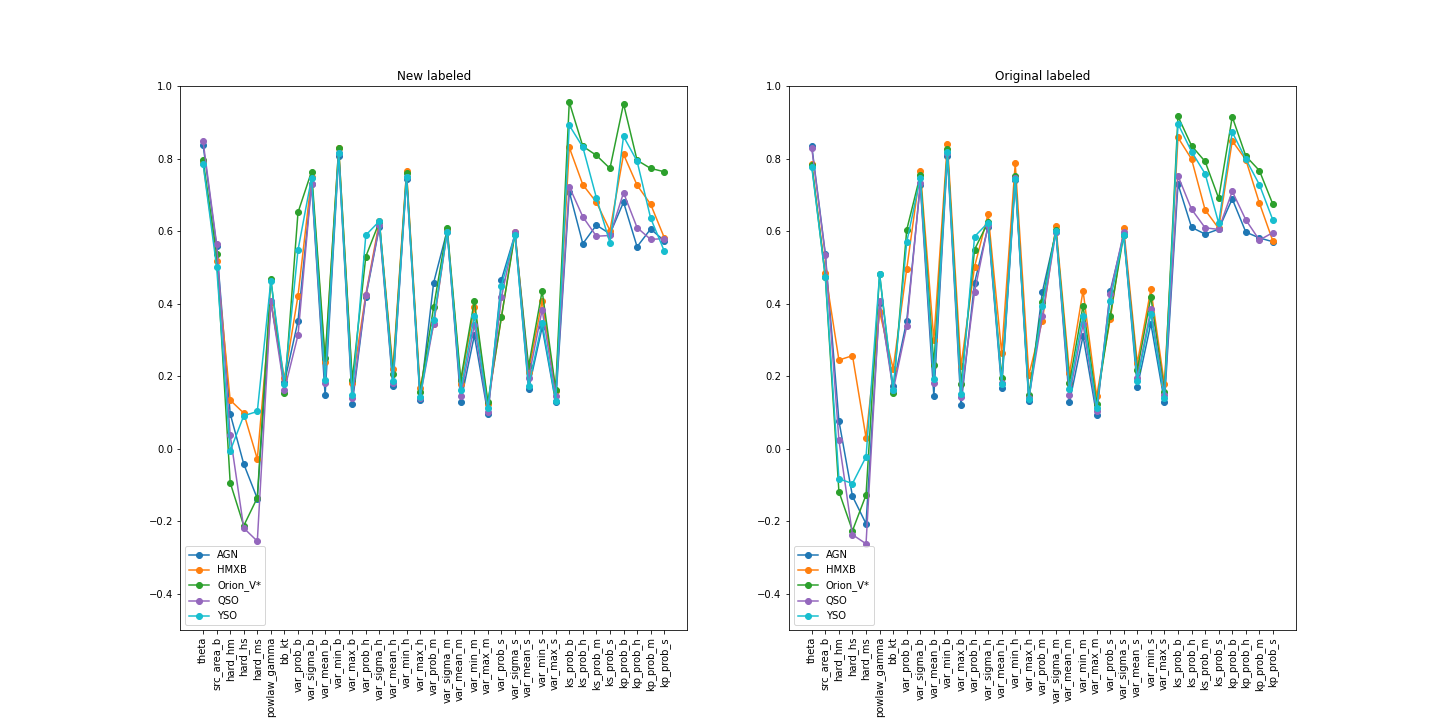 New labeled
1.0
0.8
0.6
0.4
0.2
0.0
−0.2
−0.4
AGN
HMXB
Orion_V*
QSO
YSO
theta
src_area_b
hard_hm
hard_hs
hard_ms
powlaw_gamma
bb_kt
var_prob_b
var_sigma_b
var_mean_b
var_min_b
var_max_b
var_prob_h
var_sigma_h
var_mean_h
var_min_h
var_max_h
var_prob_m
var_sigma_m
var_mean_m
var_min_m
var_max_m
var_prob_s
var_sigma_s
var_mean_s
var_min_s
var_max_s
ks_prob_b
ks_prob_h
ks_prob_m
ks_prob_s
kp_prob_b
kp_prob_h
kp_prob_m
kp_prob_s
Original labeled
1.0
0.8
0.6
0.4
0.2
0.0
−0.2
−0.4
AGN
HMXB
Orion_V*
QSO
YSO
theta
src_area_b
hard_hm
hard_hs
hard_ms
powlaw_gamma
bb_kt
var_prob_b
var_sigma_b
var_mean_b
var_min_b
var_max_b
var_prob_h
var_sigma_h
var_mean_h
var_min_h
var_max_h
var_prob_m
var_sigma_m
var_mean_m
var_min_m
var_max_m
var_prob_s
var_sigma_s
var_mean_s
var_min_s
var_max_s
ks_prob_b
ks_prob_h
ks_prob_m
ks_prob_s
kp_prob_b
kp_prob_h
kp_prob_m
kp_prob_s